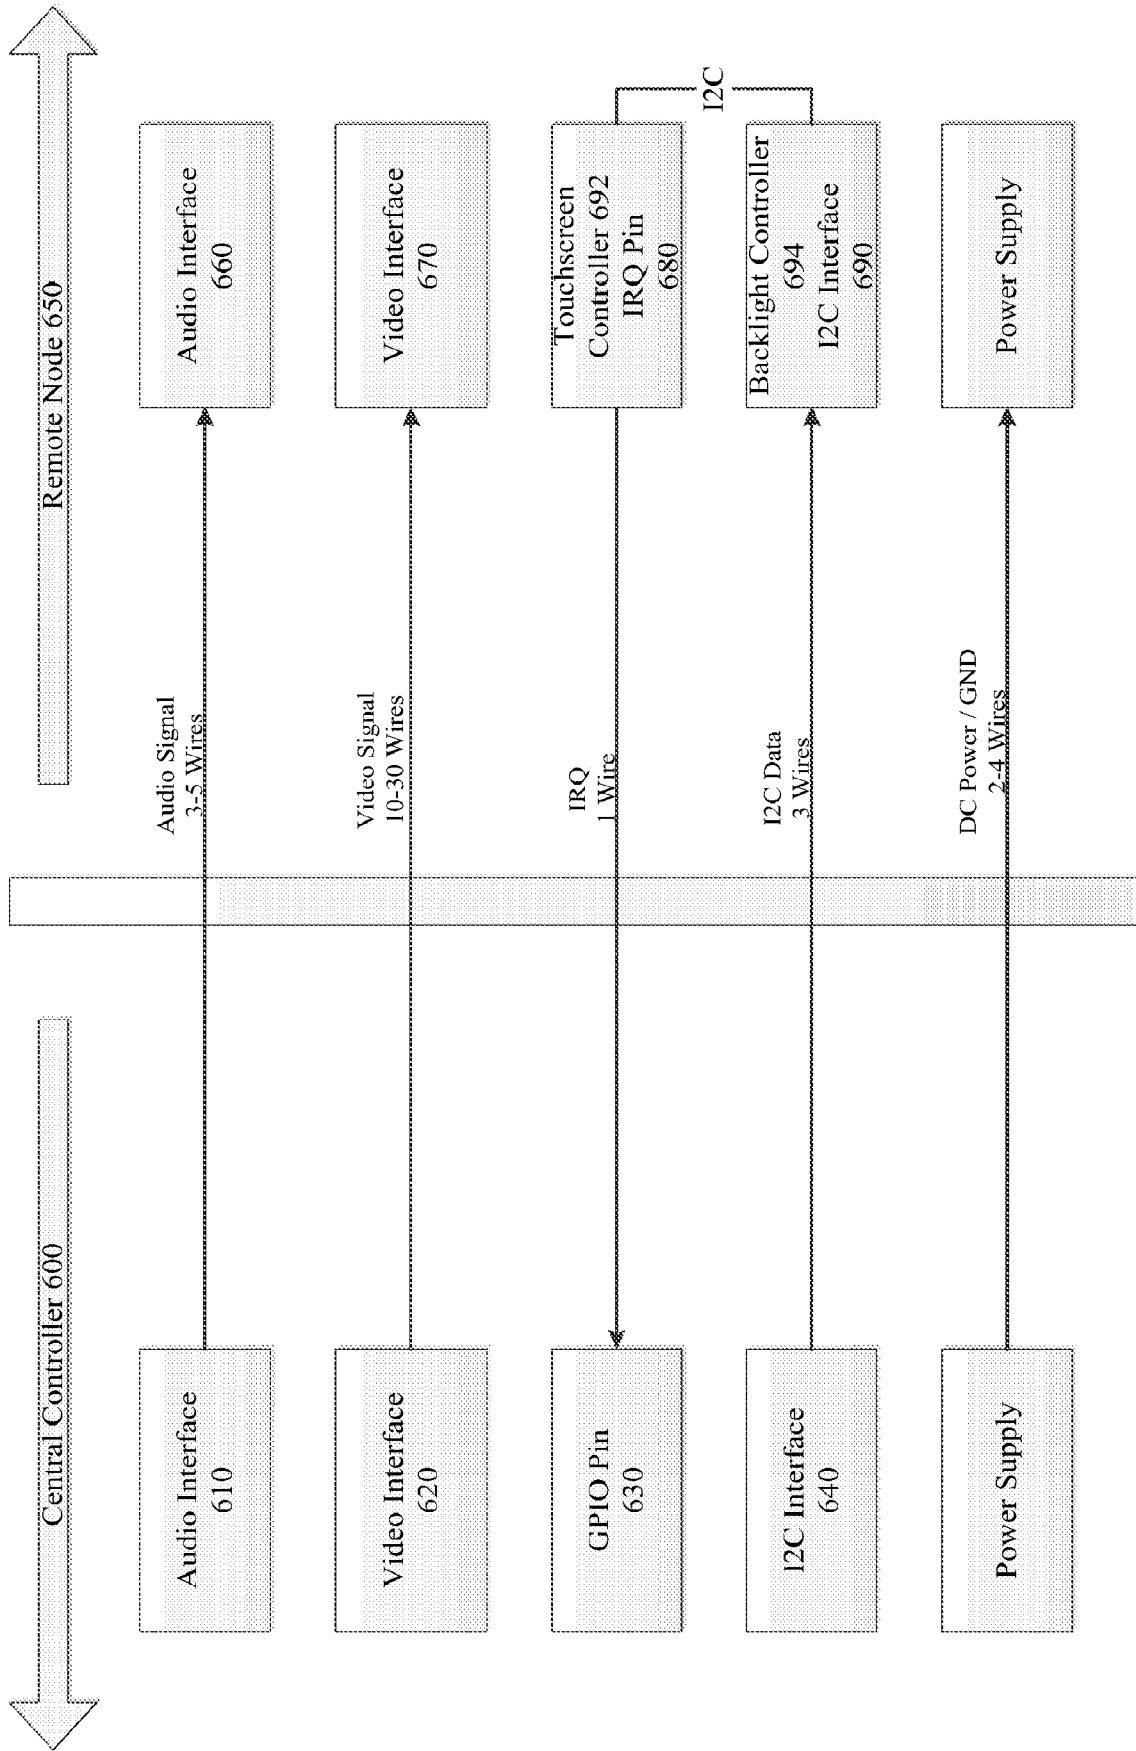 Central Controller 600
Remote Node 650
Audio Interface
610
Audio Signal
3-5 Wires
Audio Interface
660
Video Interface
620
Video Signal
10-30 Wires
Video Interface
670
GPIO Pin
630
IRQ
1 Wire
Touchscreen
Controller 692
IRQ Pin
680
I2C
I2C Interface
640
I2C Data
3 Wires
Backlight Controller
694
I2C Interface
690
Power Supply
DC Power / GND
2-4 Wires
Power Supply